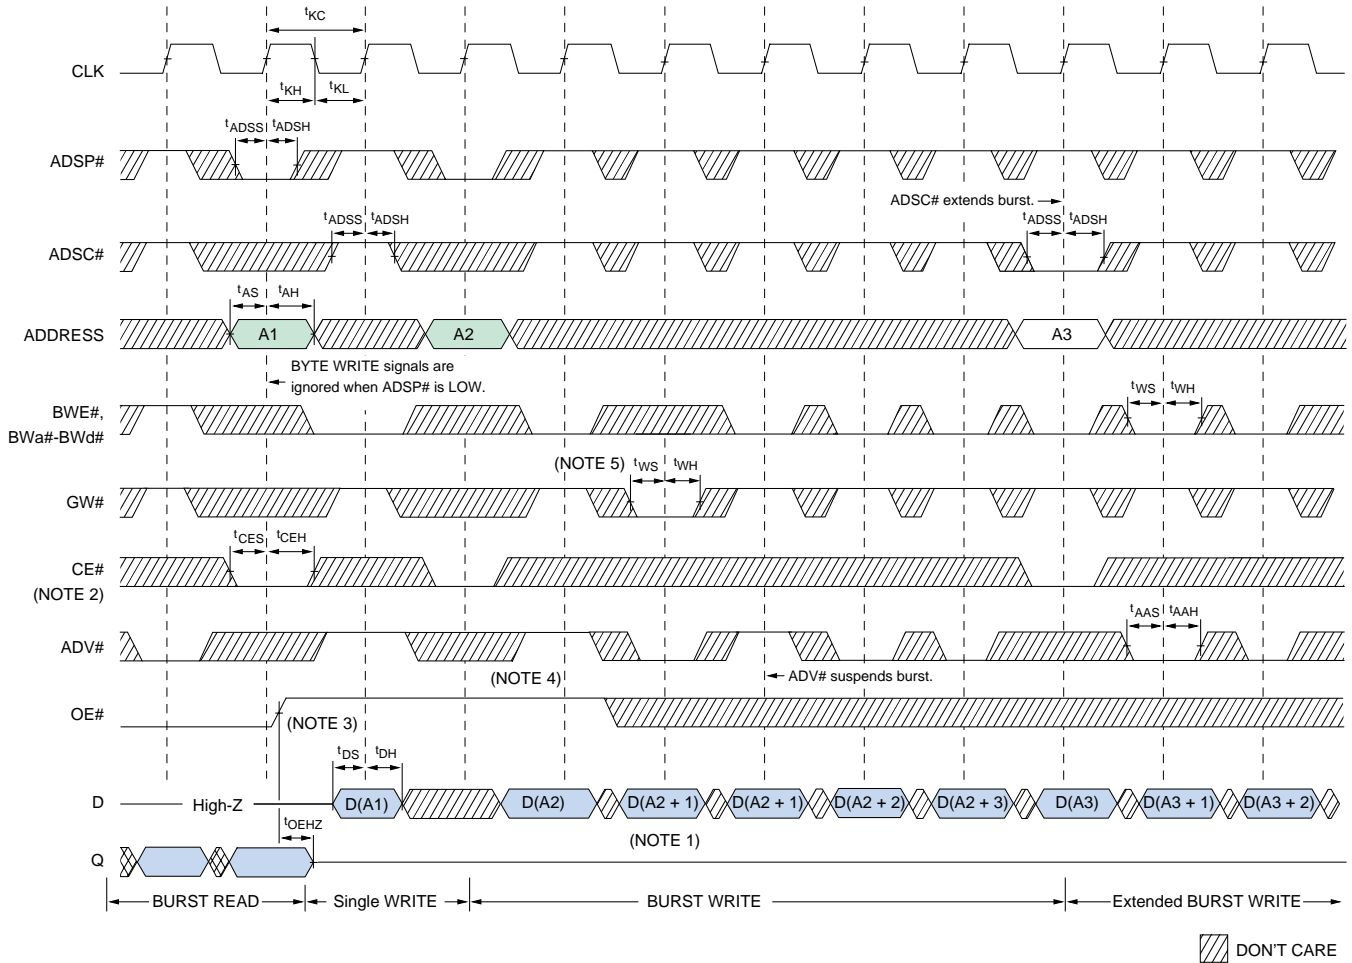 tKC
CLK
tKH
tKL
tADSS
tADSH
ADSP#
ADSC# extends burst.
tADSS
tADSH
tADSS
tADSH
ADSC#
tAS
tAH
ADDRESS
A1
A2
A3
BYTE WRITE signals are
ignored when ADSP# is LOW.
BWE#,
BWa#-BWd#
tWS
tWH
(NOTE 5)
tWS
tWH
GW#
tCES
tCEH
CE#
(NOTE 2)
tAAS
tAAH
ADV#
(NOTE 4)
ADV# suspends burst.
OE#
(NOTE 3)
tDS
tDH
D
High-Z
D(A1)
D(A2)
D(A2 + 1)
D(A2 + 1)
D(A2 + 2)
D(A2 + 3)
D(A3)
D(A3 + 1)
D(A3 + 2)
tOEHZ
(NOTE 1)
Q
BURST READ
Single WRITE
BURST WRITE
Extended BURST WRITE
DON'T CARE